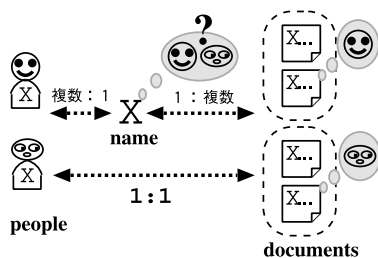 ?
X
複数：1
X
1：複数
name
X...
X...
X
1:1
X...
X...
people
documents